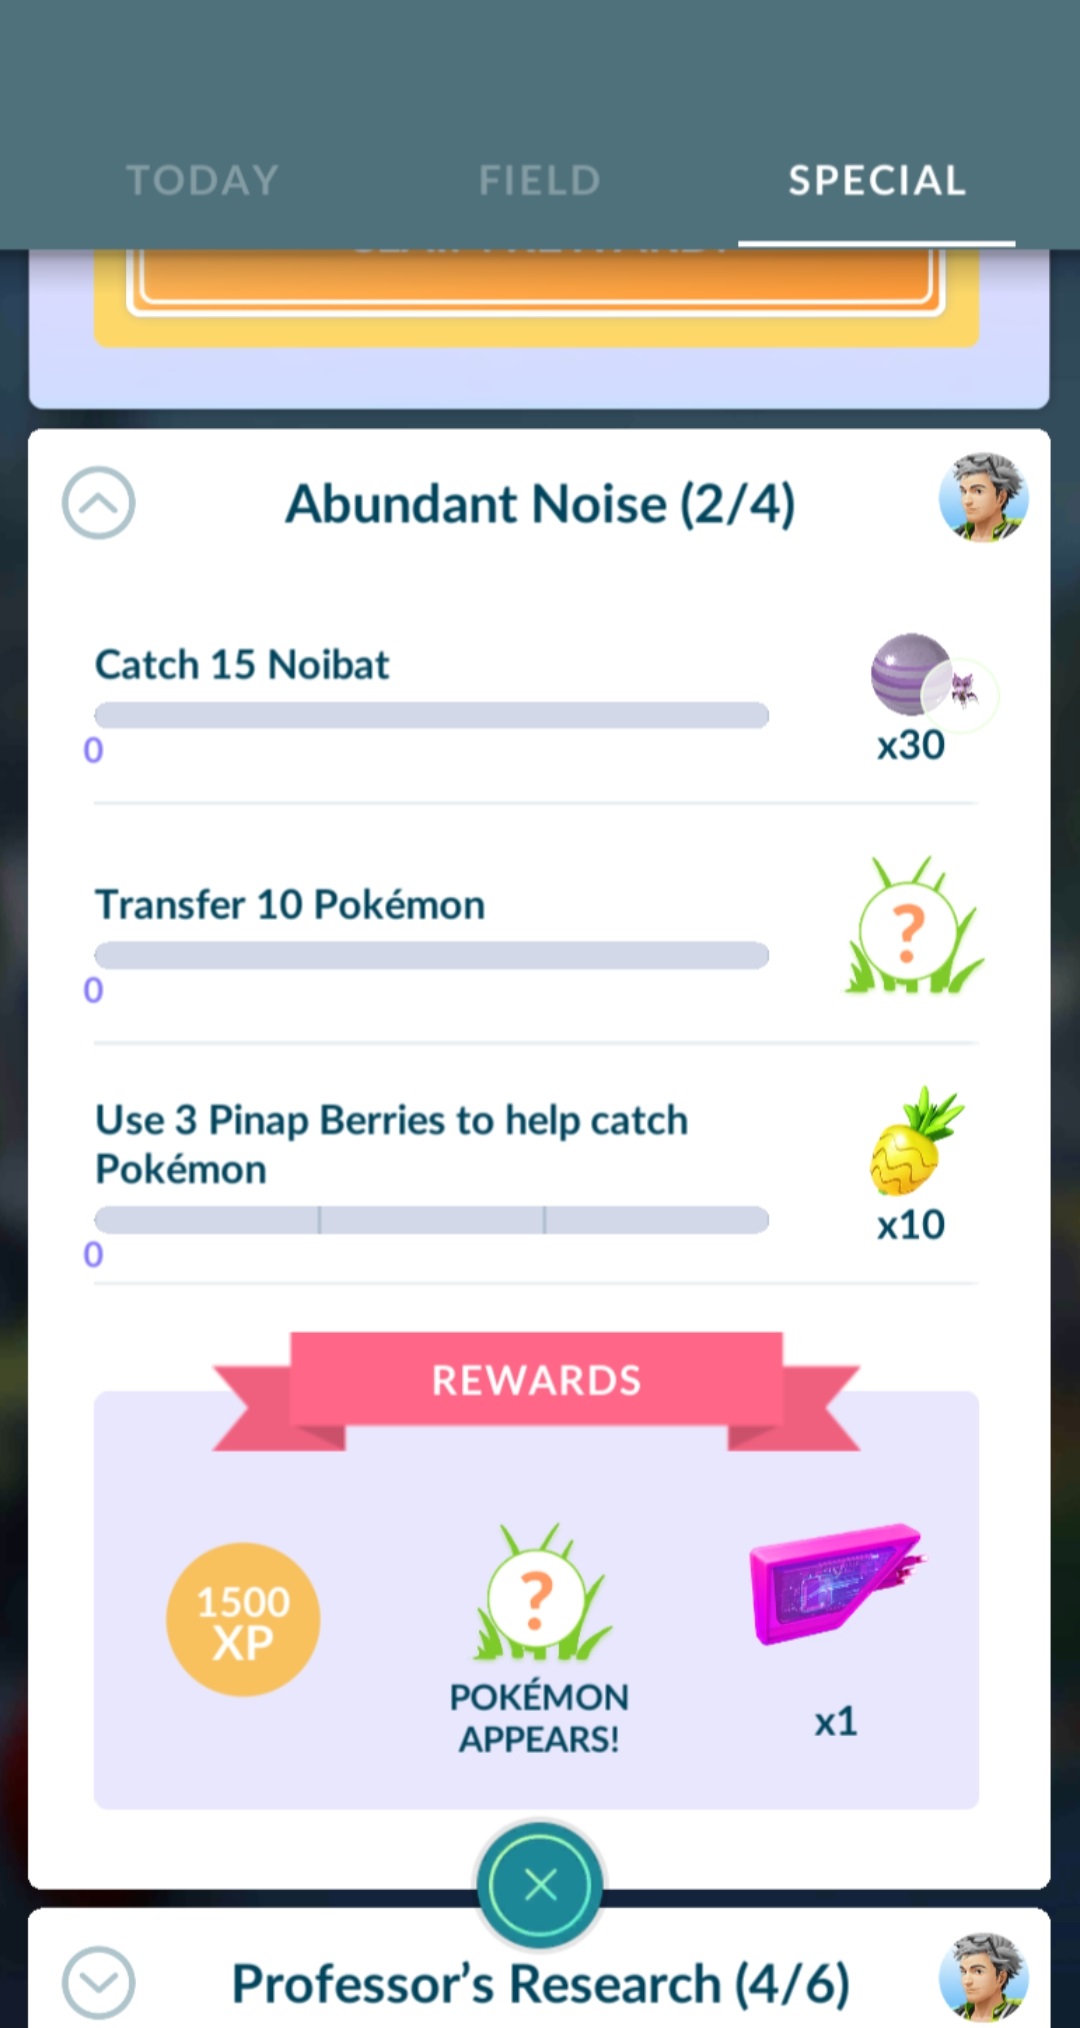 TODAY
FIELD
SPECIAL
Abundant Noise (2/4)
Catch 15 Noibat
0
x30
Transfer 10 Pokémon
0
?
Use 3 Pinap Berries to help catch
Pokémon
0
x10
REWARDS
1500
XP
?
POKÉMON
APPEARS!
x1
Professor's Research (4/6)